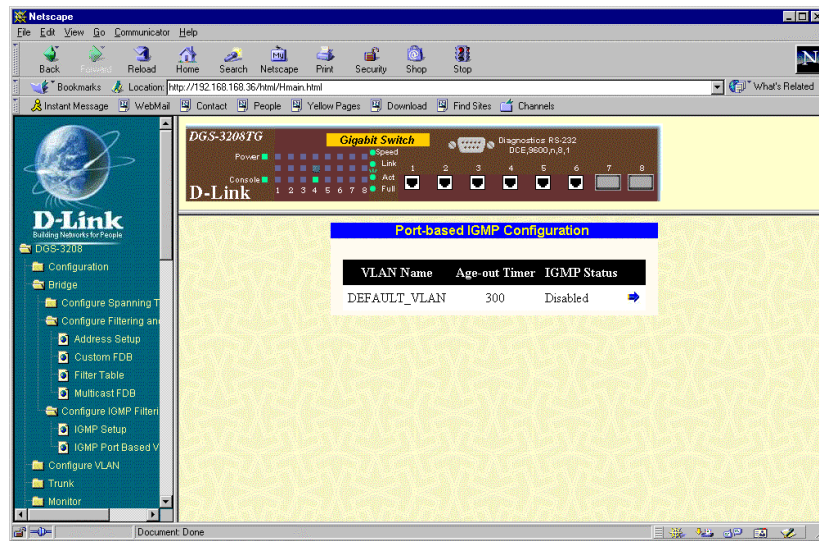 Netscape
File Edit View Go Communicator Help
Back Forward Reload Home Search Netscape Print Security Shop Stop
My
N
Bookmarks Location: http://192.168.168.36/html/Hmain.html What's Related
Instant Message WebMail Contact People Yellow Pages Download Find Sites Channels
D-Link
Building Networks for People
DGS-3208
Configuration
Bridge
Configure Spanning T
Configure Filtering an
Address Setup
Custom FDB
Filter Table
Multicast FDB
Configure IGMP Filteri
IGMP Setup
IGMP Port Based V
Configure VLAN
Trunk
Monitor
DGS-3208TG
Gigabit Switch
Power
Console
D-Link
1 2 3 4 5 6 7 8
Speed
Link
Act
Full
Diagnostics RS-232
DCE,9600,n,8,1
1 2 3 4 5 6 7 8
Port-based IGMP Configuration
VLAN Name Age-out Timer IGMP Status
DEFAULT_VLAN 300 Disabled
Document: Done